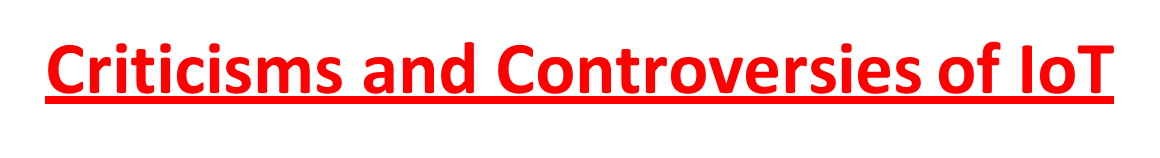 Criticisms and Controversies of IoT